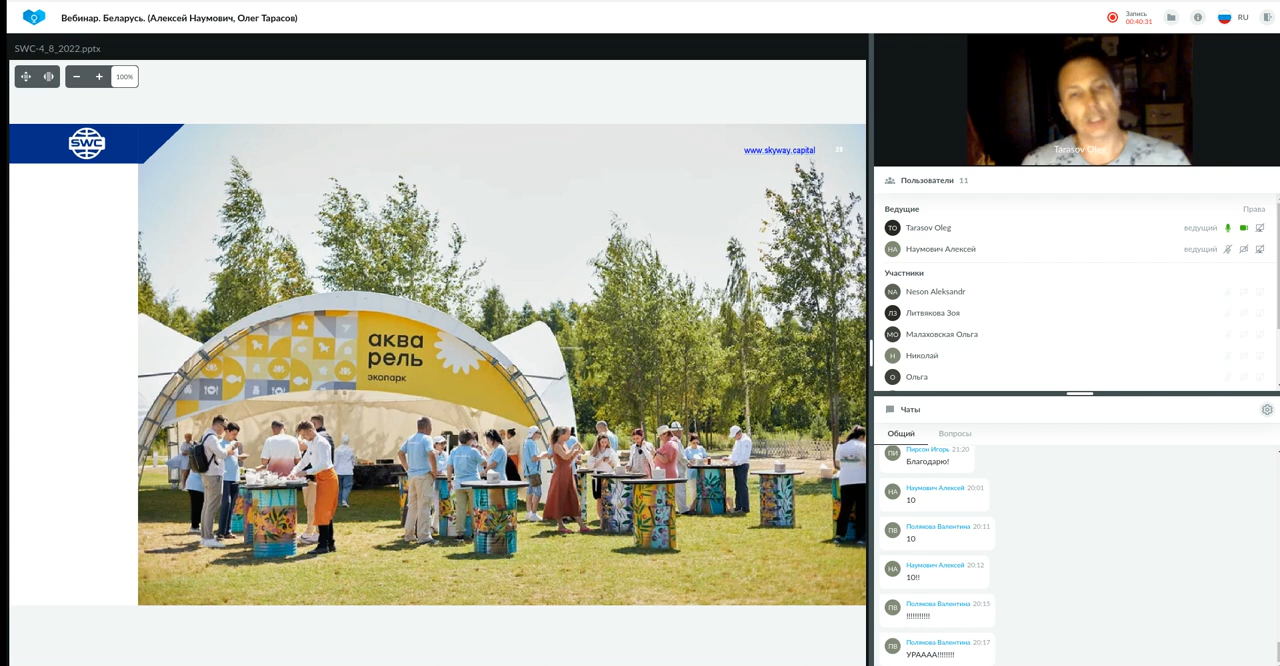 Вебинар. Беларусь. (Алексей Наумович, Олег Тарасов)
Запись
00:40:31
RU
SWC-4_8_2022.pptx
100%
SWC
www.skyway.capital
аква
рель
экопарк
Tarasov Oleg
Пользователи 11
Ведущие Права
TO Tarasov Oleg ведущий
НА Наумович Алексей ведущий
Участники
NA Neson Aleksandr
ЛЗ Литвякова Зоя
МО Малаховская Ольга
Н Николай
О Ольга
Чаты
Общий Вопросы
ПИ Пирсон Игорь 21:20
Благодарю!
НА Наумович Алексей 20:01
10
ПВ Полякова Валентина 20:11
10
НА Наумович Алексей 20:12
10!!
ПВ Полякова Валентина 20:15
!!!!!!!!!!!
ПВ Полякова Валентина 20:17
УРАААА!!!!!!!!